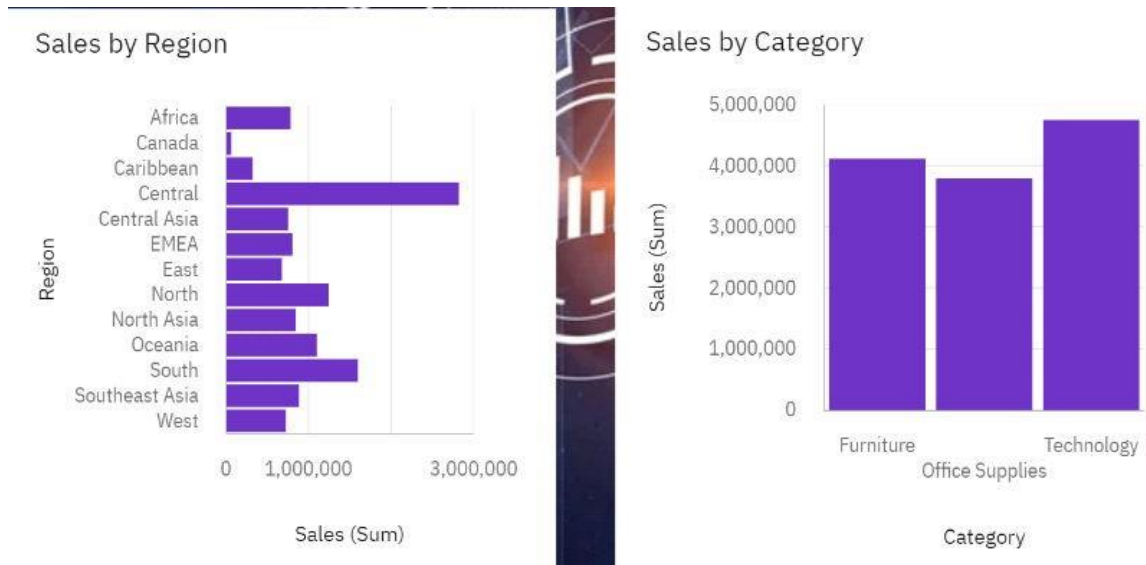 Sales by Region
Region
Africa
Canada
Caribbean
Central
Central Asia
EMEA
East
North
North Asia
Oceania
South
Southeast Asia
West
0 1,000,000 3,000,000
Sales (Sum)
Sales by Category
Sales (Sum)
5,000,000
4,000,000
3,000,000
2,000,000
1,000,000
0
Furniture Technology
Office Supplies
Category